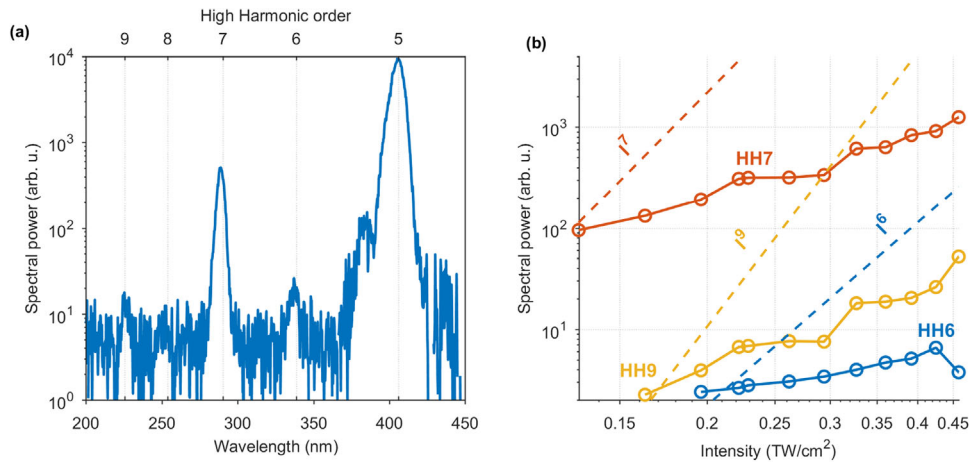 High Harmonic order
(a)
9 8 7 6 5
10^4
10^3
10^2
10^1
10^0
Spectral power (arb. u.)
200 250 300 350 400 450
Wavelength (nm)
(b)
10^3
10^2
10^1
Spectral power (arb. u.)
I^7
HH7
I^9
I^6
HH9
HH6
0.15 0.2 0.25 0.3 0.35 0.4 0.45
Intensity (TW/cm²)